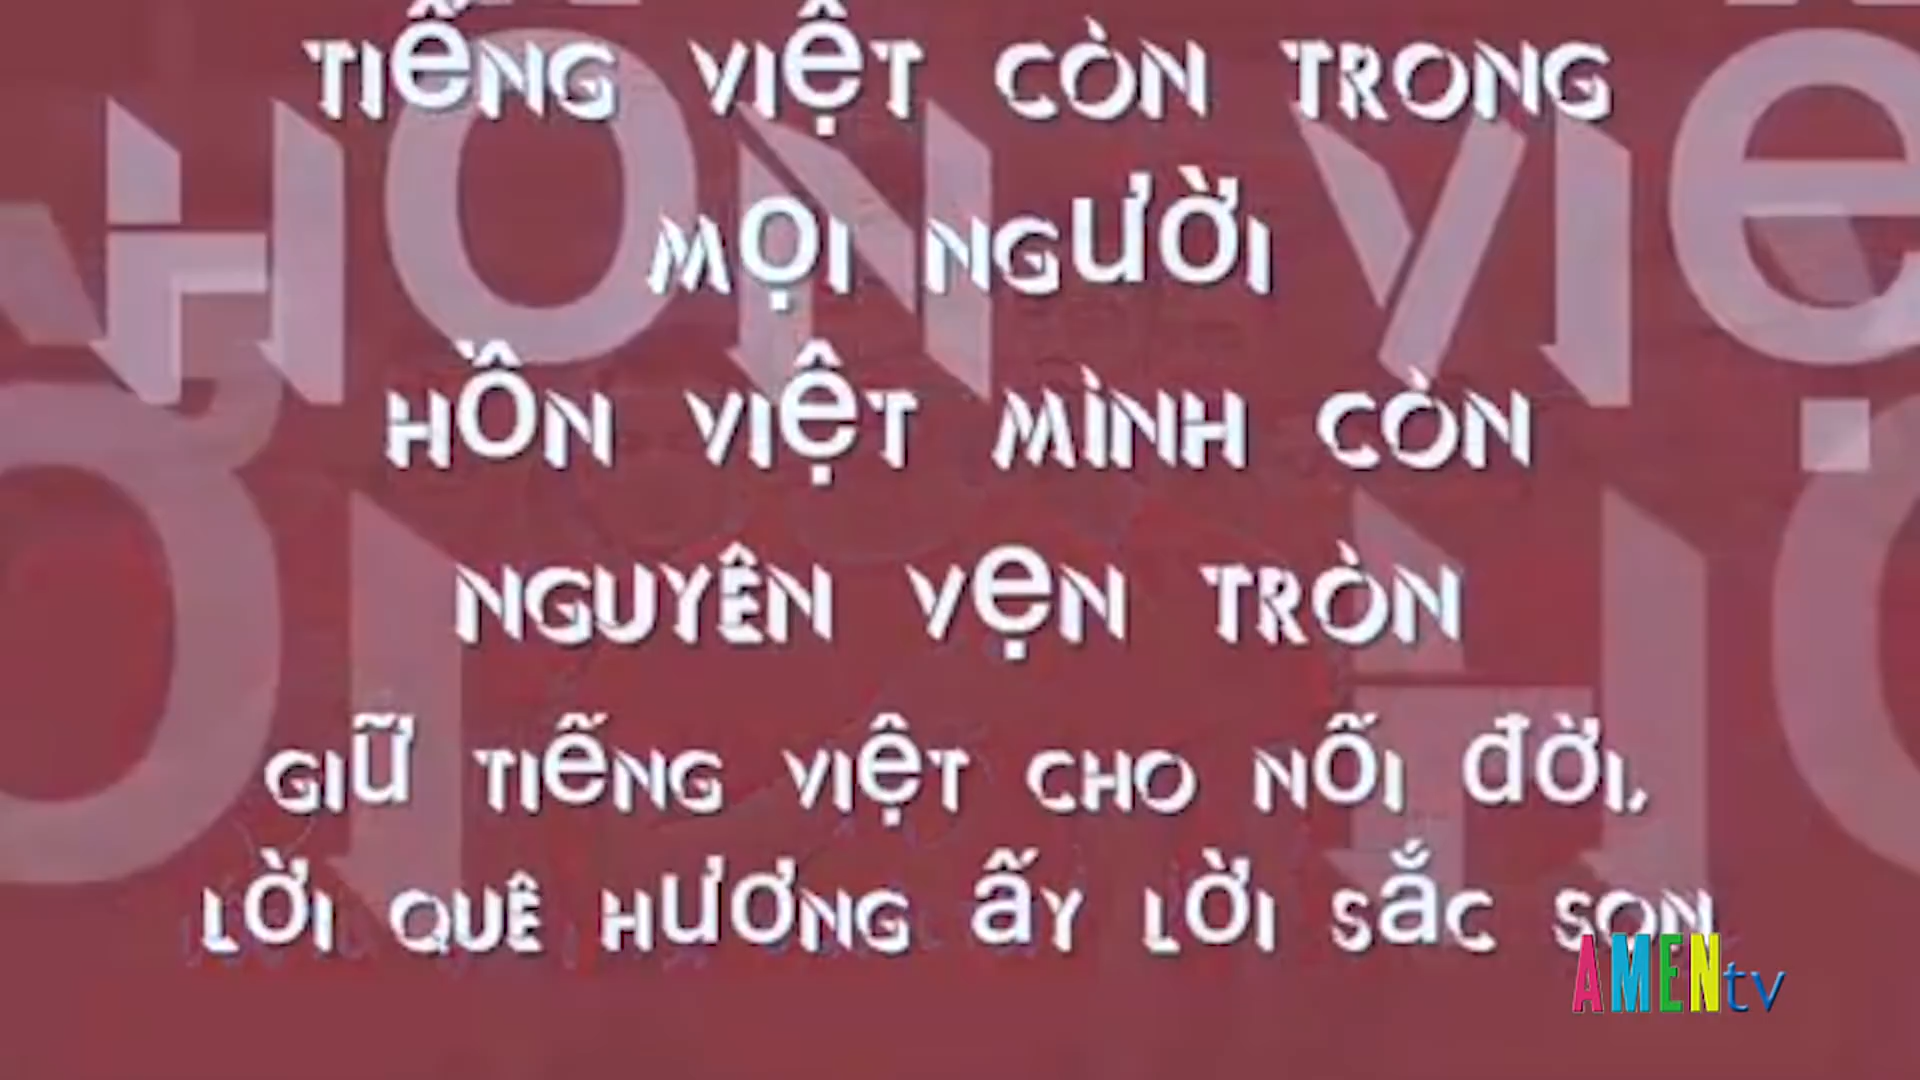 TIẾNG VIỆT CÒN TRONG
MỌI NGƯỜI
HỒN VIỆT MÌNH CÒN
NGUYÊN VẸN TRÒN
GIỮ TIẾNG VIỆT CHO NỐI ĐỜI,
LỜI QUÊ HƯƠNG ẤY LỜI SẮC SON
AMENtv